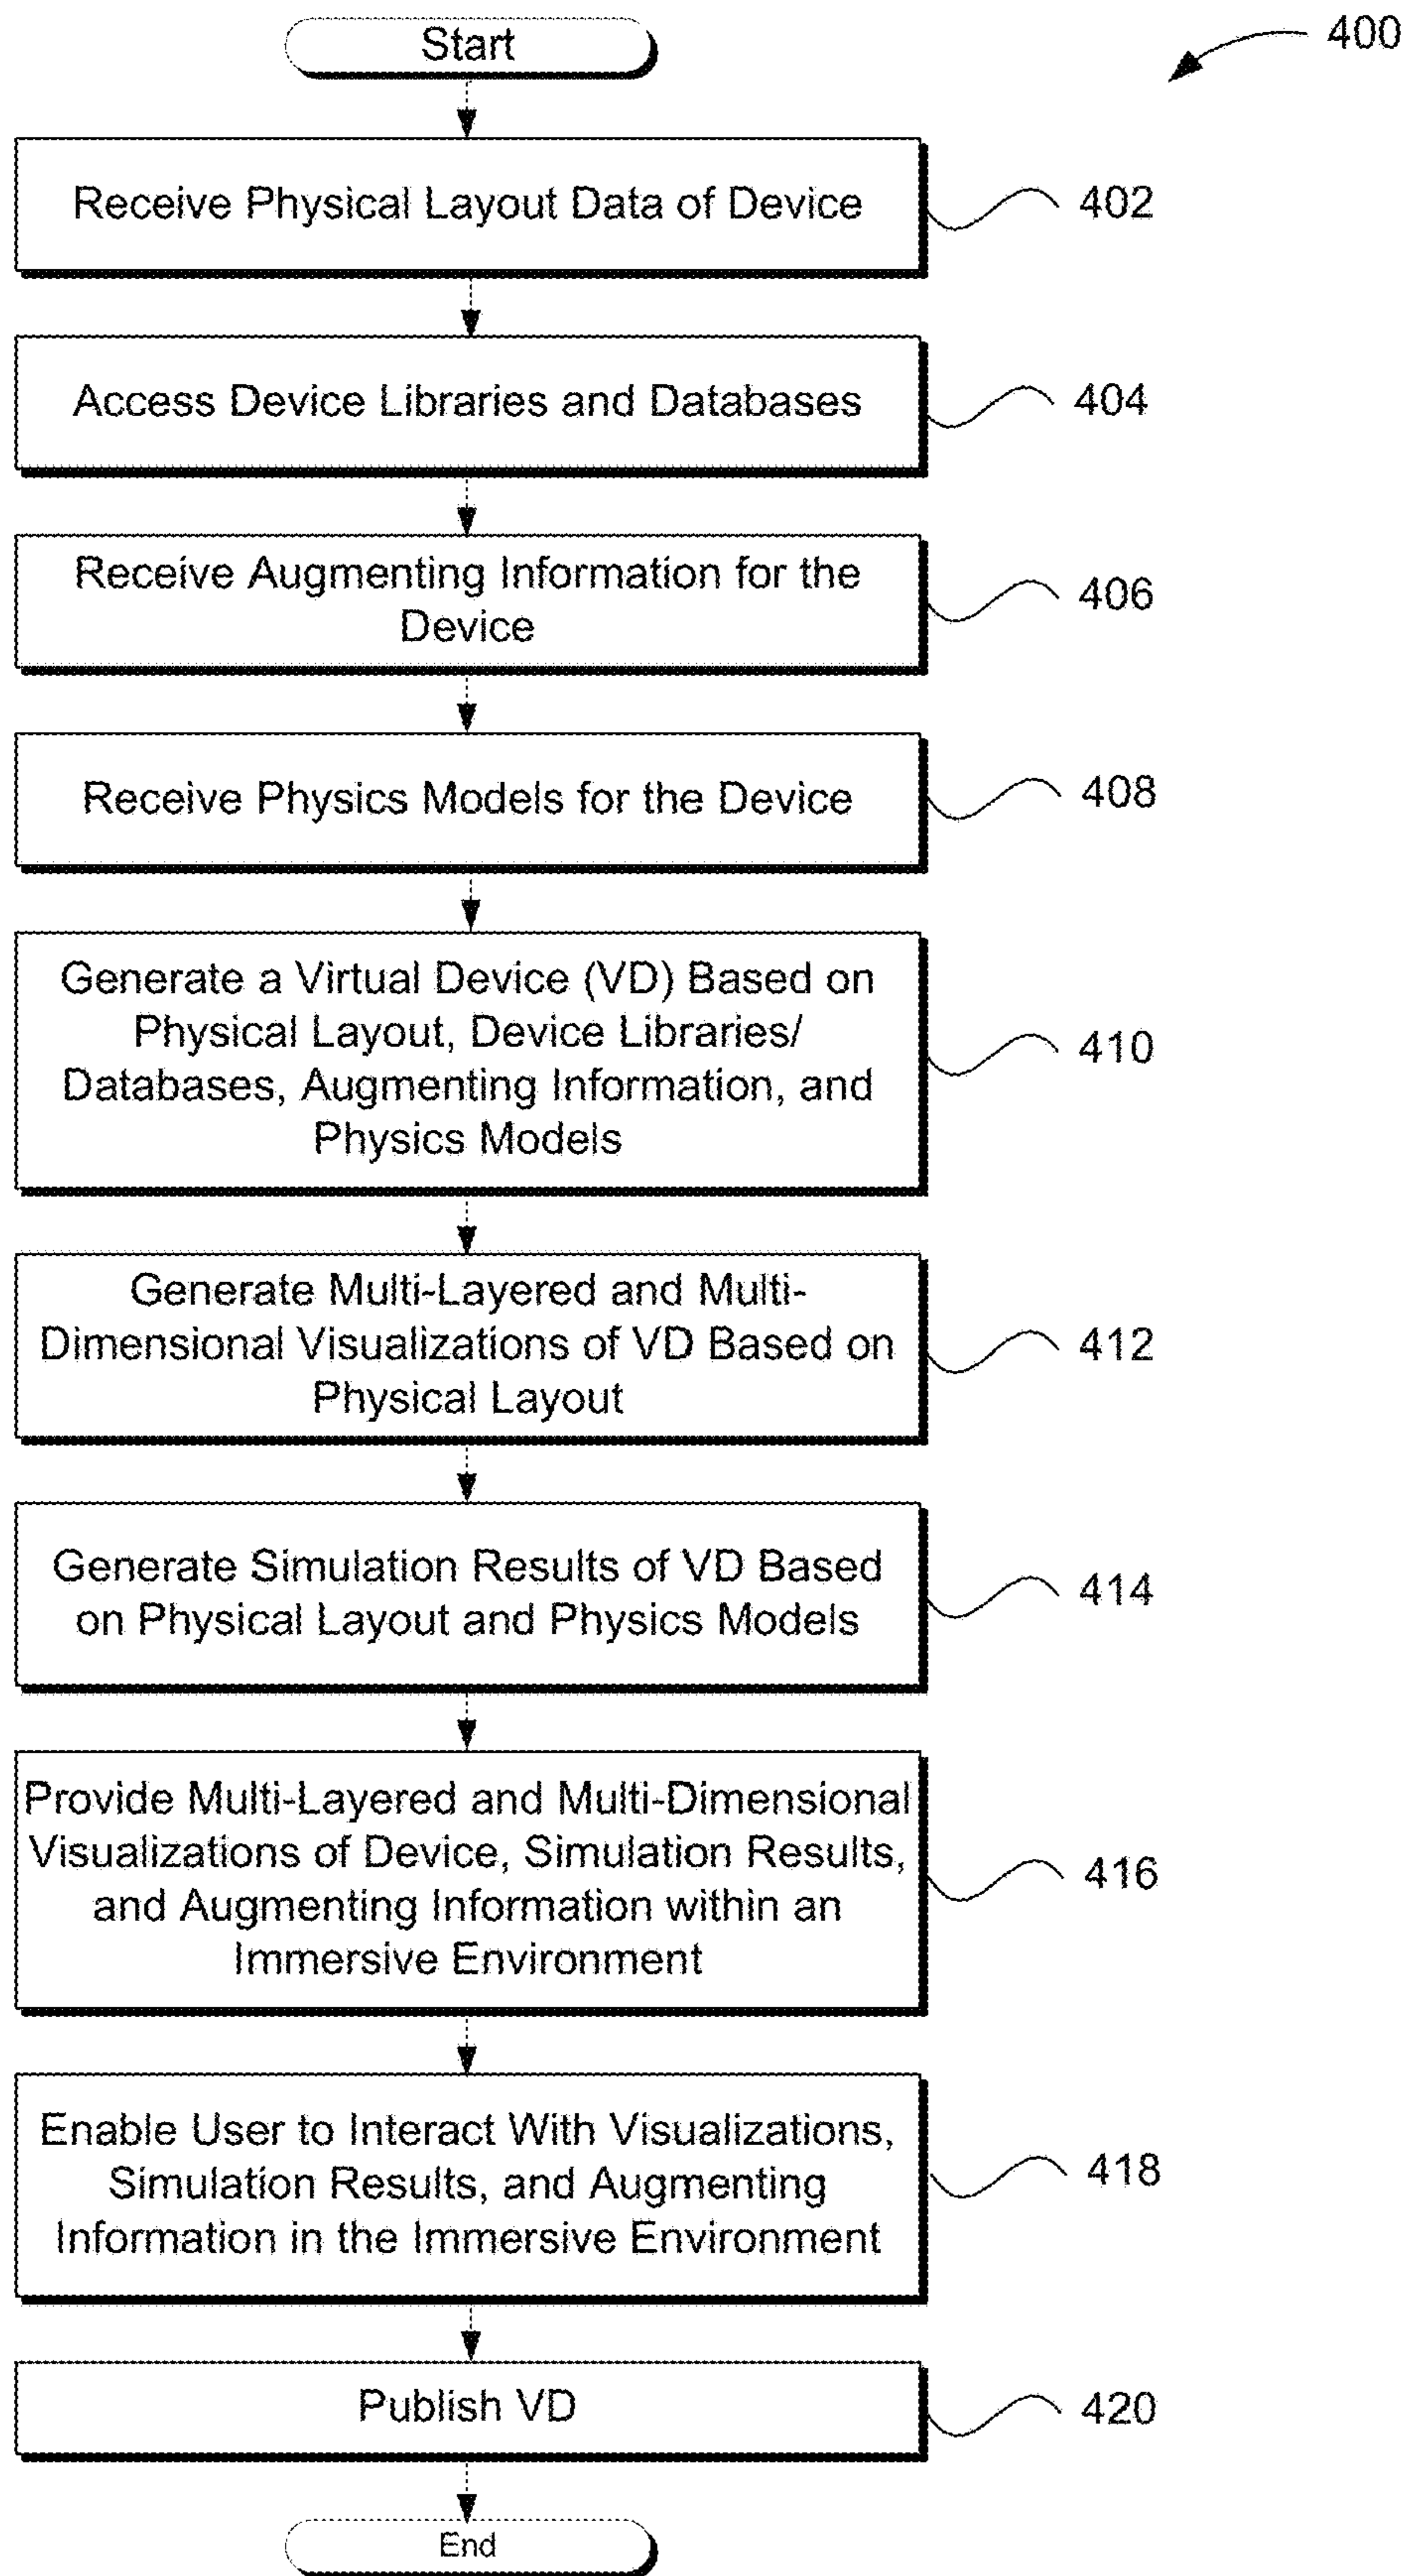 Start
400
Receive Physical Layout Data of Device
402
Access Device Libraries and Databases
404
Receive Augmenting Information for the
Device
406
Receive Physics Models for the Device
408
Generate a Virtual Device (VD) Based on
Physical Layout, Device Libraries/
Databases, Augmenting Information, and
Physics Models
410
Generate Multi-Layered and Multi-
Dimensional Visualizations of VD Based on
Physical Layout
412
Generate Simulation Results of VD Based
on Physical Layout and Physics Models
414
Provide Multi-Layered and Multi-Dimensional
Visualizations of Device, Simulation Results,
and Augmenting Information within an
Immersive Environment
416
Enable User to Interact With Visualizations,
Simulation Results, and Augmenting
Information in the Immersive Environment
418
Publish VD
420
End